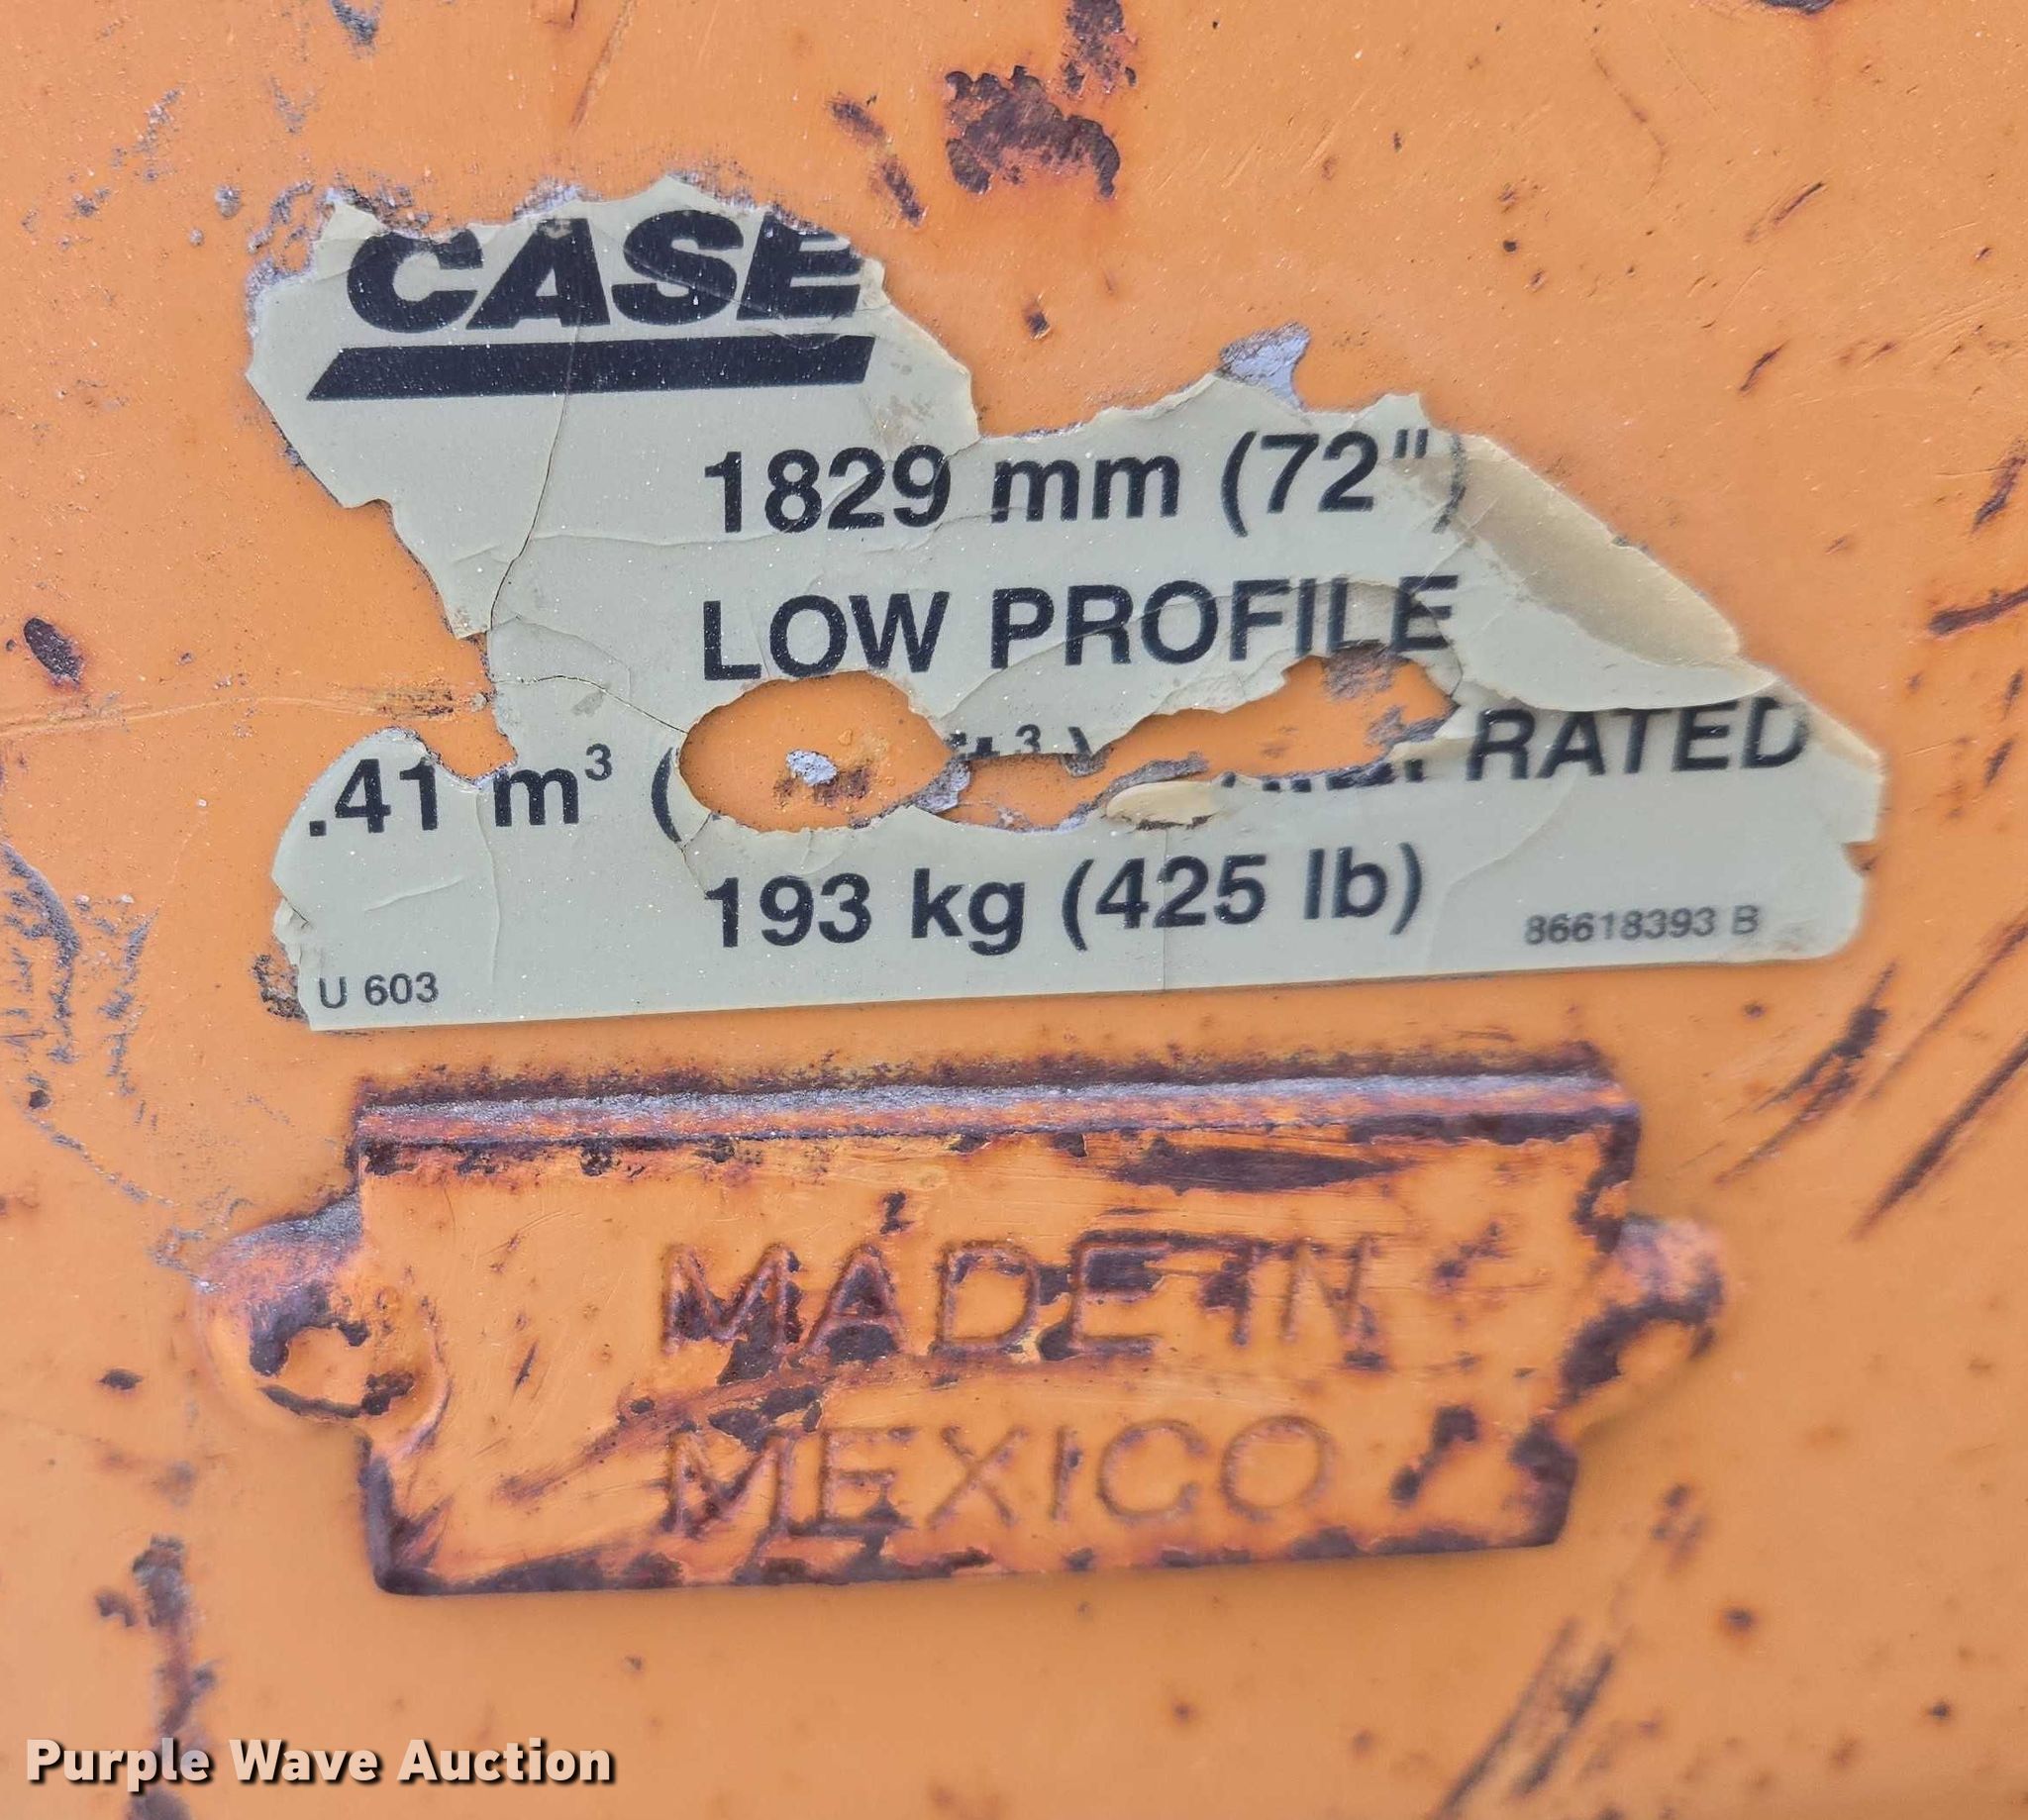 CASE
1829 mm (72")
LOW PROFILE
.41 m³ ( ³) RATED
193 kg (425 lb)
86618393 B
U 603
MADE IN
MEXICO
Purple Wave Auction